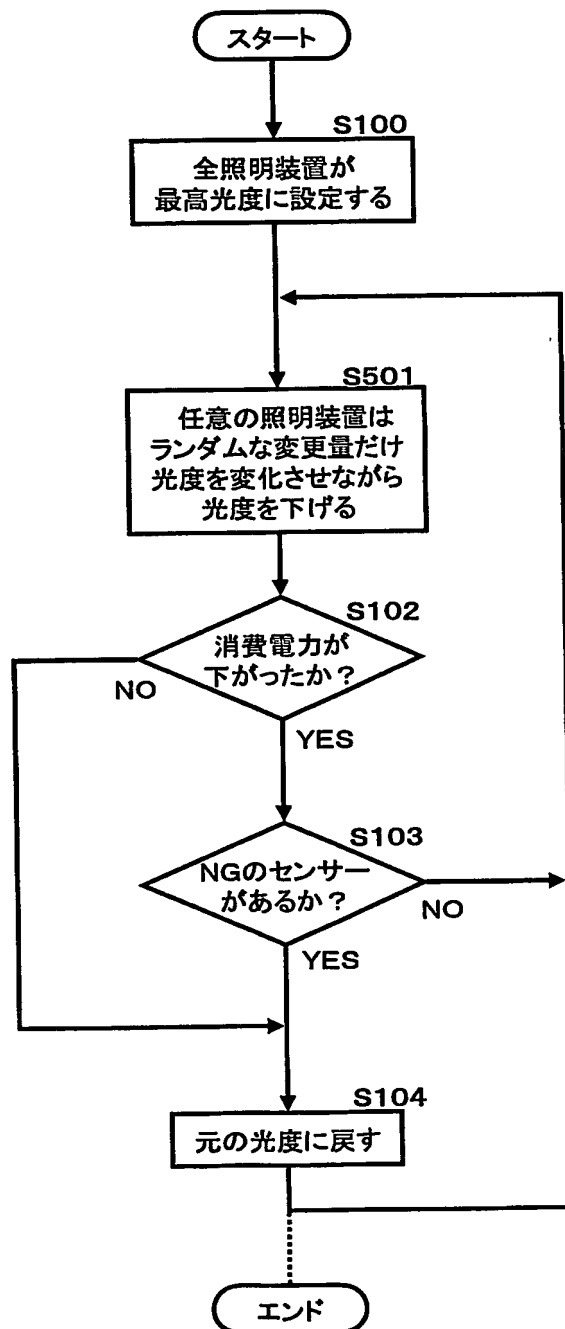 スタート
S100
全照明装置が
最高光度に設定する
S501
任意の照明装置は
ランダムな変更量だけ
光度を変化させながら
光度を下げる
S102
消費電力が
下がったか？
NO
YES
S103
NGのセンサー
があるか？
NO
YES
S104
元の光度に戻す
エンド